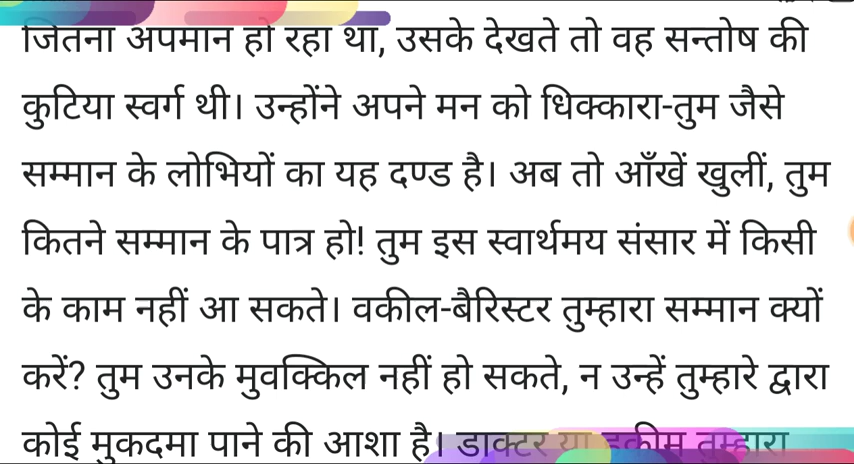 जितना अपमान हो रहा था, उसके देखते तो वह सन्तोष की
कुटिया स्वर्ग थी। उन्होंने अपने मन को धिक्कारा-तुम जैसे
सम्मान के लोभियों का यह दण्ड है। अब तो आँखें खुलीं, तुम
कितने सम्मान के पात्र हो! तुम इस स्वार्थमय संसार में किसी
के काम नहीं आ सकते। वकील-बैरिस्टर तुम्हारा सम्मान क्यों
करें? तुम उनके मुवक्किल नहीं हो सकते, न उन्हें तुम्हारे द्वारा
कोई मुकदमा पाने की आशा है। डाक्टर या हकीम तुम्हारा